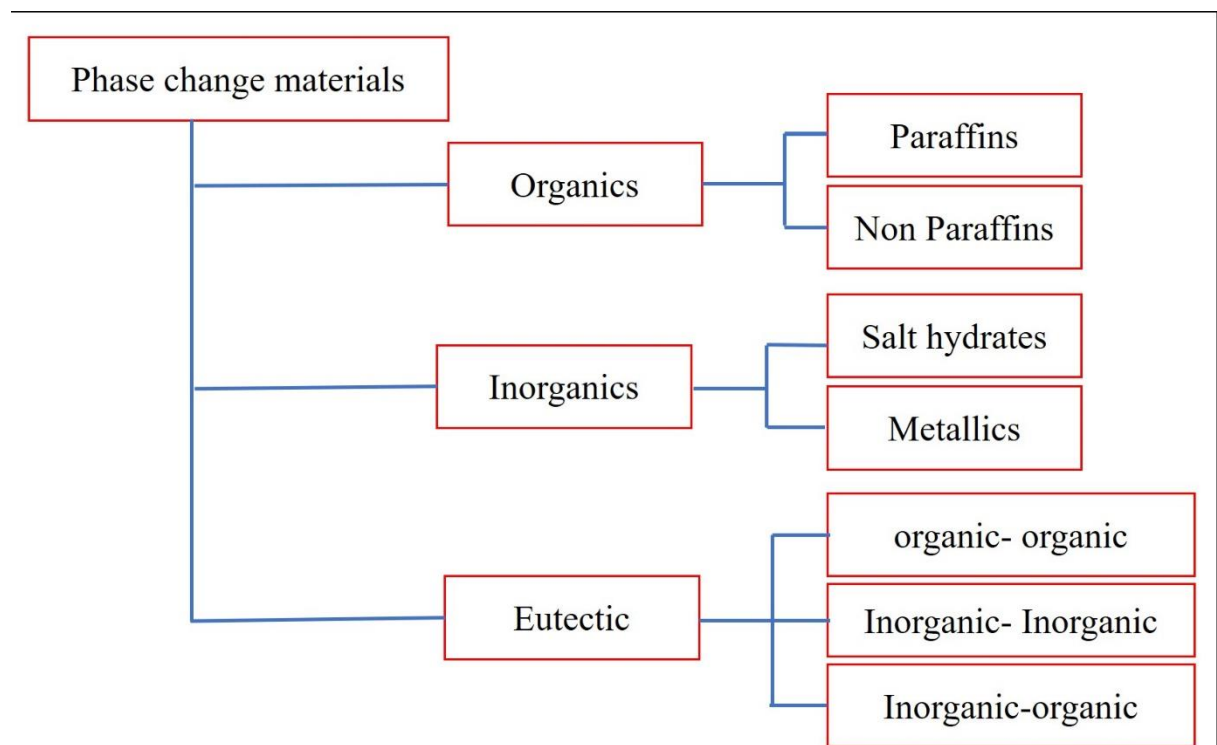 Phase change materials
Organics
Paraffins
Non Paraffins
Inorganics
Salt hydrates
Metallics
Eutectic
organic- organic
Inorganic- Inorganic
Inorganic-organic